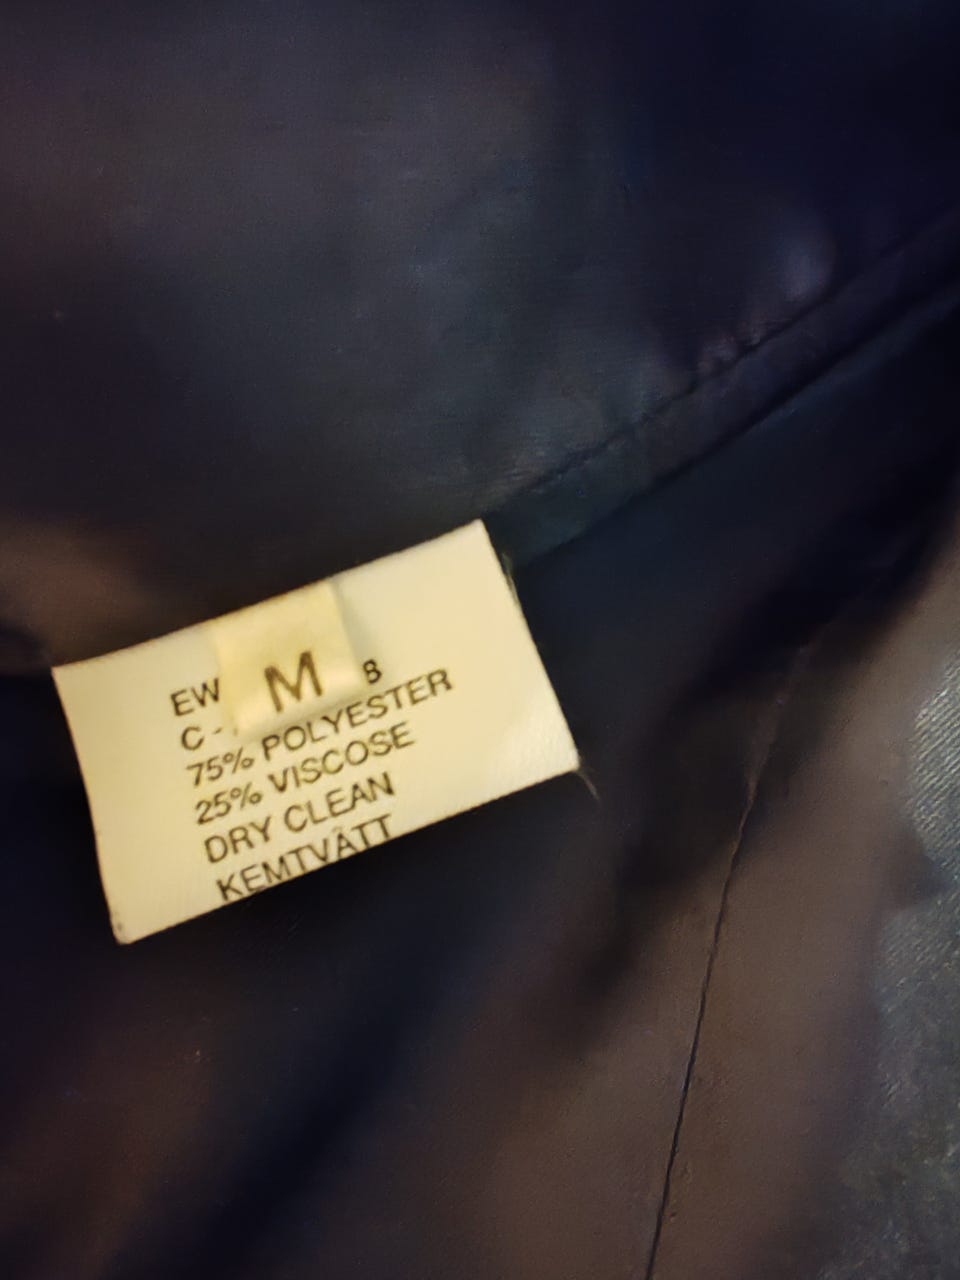 M
EW 8
C -
75% POLYESTER
25% VISCOSE
DRY CLEAN
KEMTVÄTT